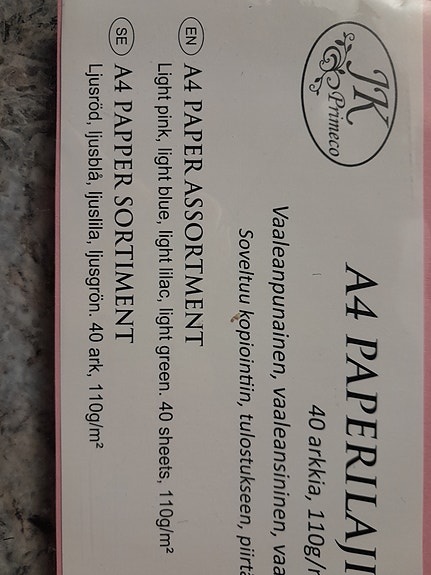 JK
Primeco
A4 PAPERILAJI
40 arkkia, 110g/m
Vaaleanpunainen, vaaleansininen, vaa
Soveltuu kopiointiin, tulostukseen, piirtä
EN A4 PAPER ASSORTMENT
Light pink, light blue, light lilac, light green. 40 sheets, 110g/m²
SE A4 PAPPER SORTIMENT
Ljusröd, ljusblå, ljuslila, ljusgrön. 40 ark, 110g/m²